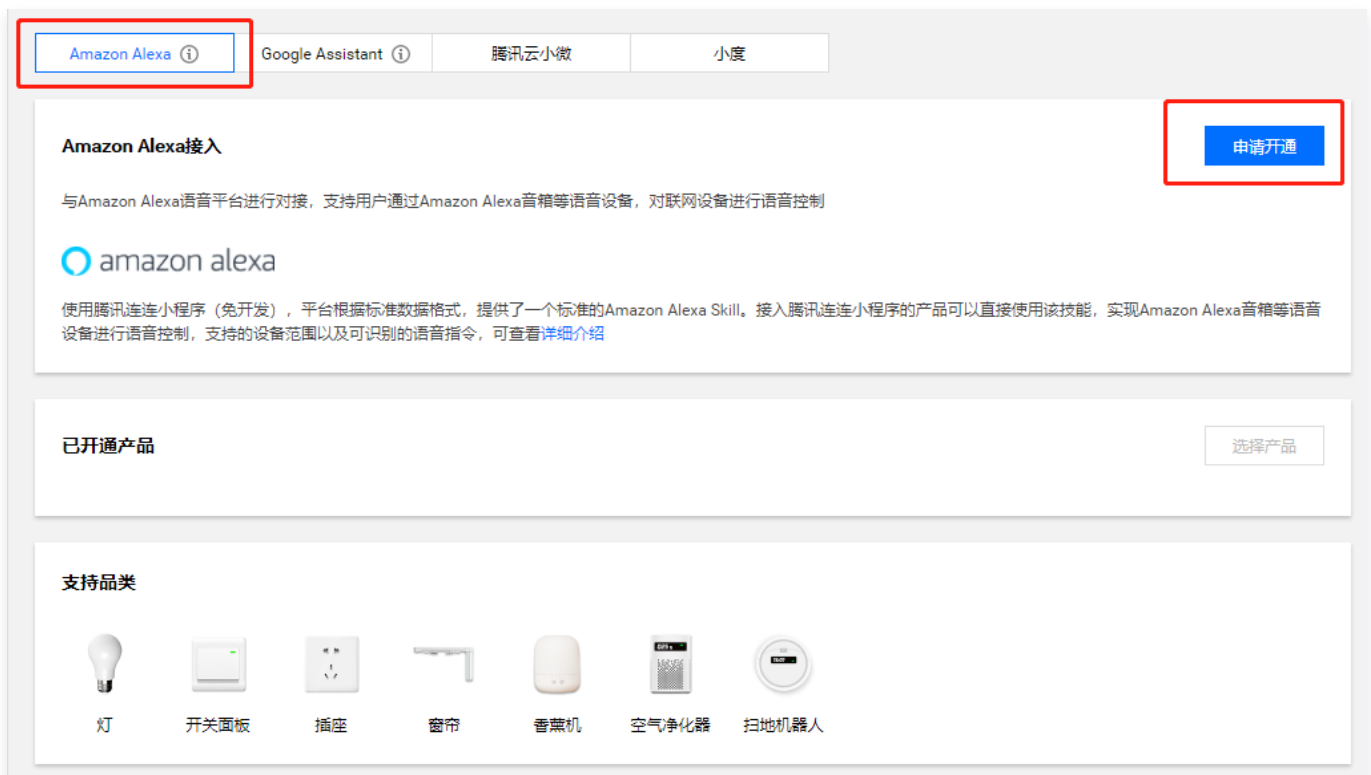 Amazon Alexa
Google Assistant
腾讯云小微
小度
Amazon Alexa接入
申请开通
与Amazon Alexa语音平台进行对接，支持用户通过Amazon Alexa音箱等语音设备，对联网设备进行语音控制
amazon alexa
使用腾讯连连小程序（免开发），平台根据标准数据格式，提供了一个标准的Amazon Alexa Skill。接入腾讯连连小程序的产品可以直接使用该技能，实现Amazon Alexa音箱等语音
设备进行语音控制，支持的设备范围以及可识别的语音指令，可查看详细介绍
已开通产品
选择产品
支持品类
灯
开关面板
插座
窗帘
香薰机
空气净化器
扫地机器人